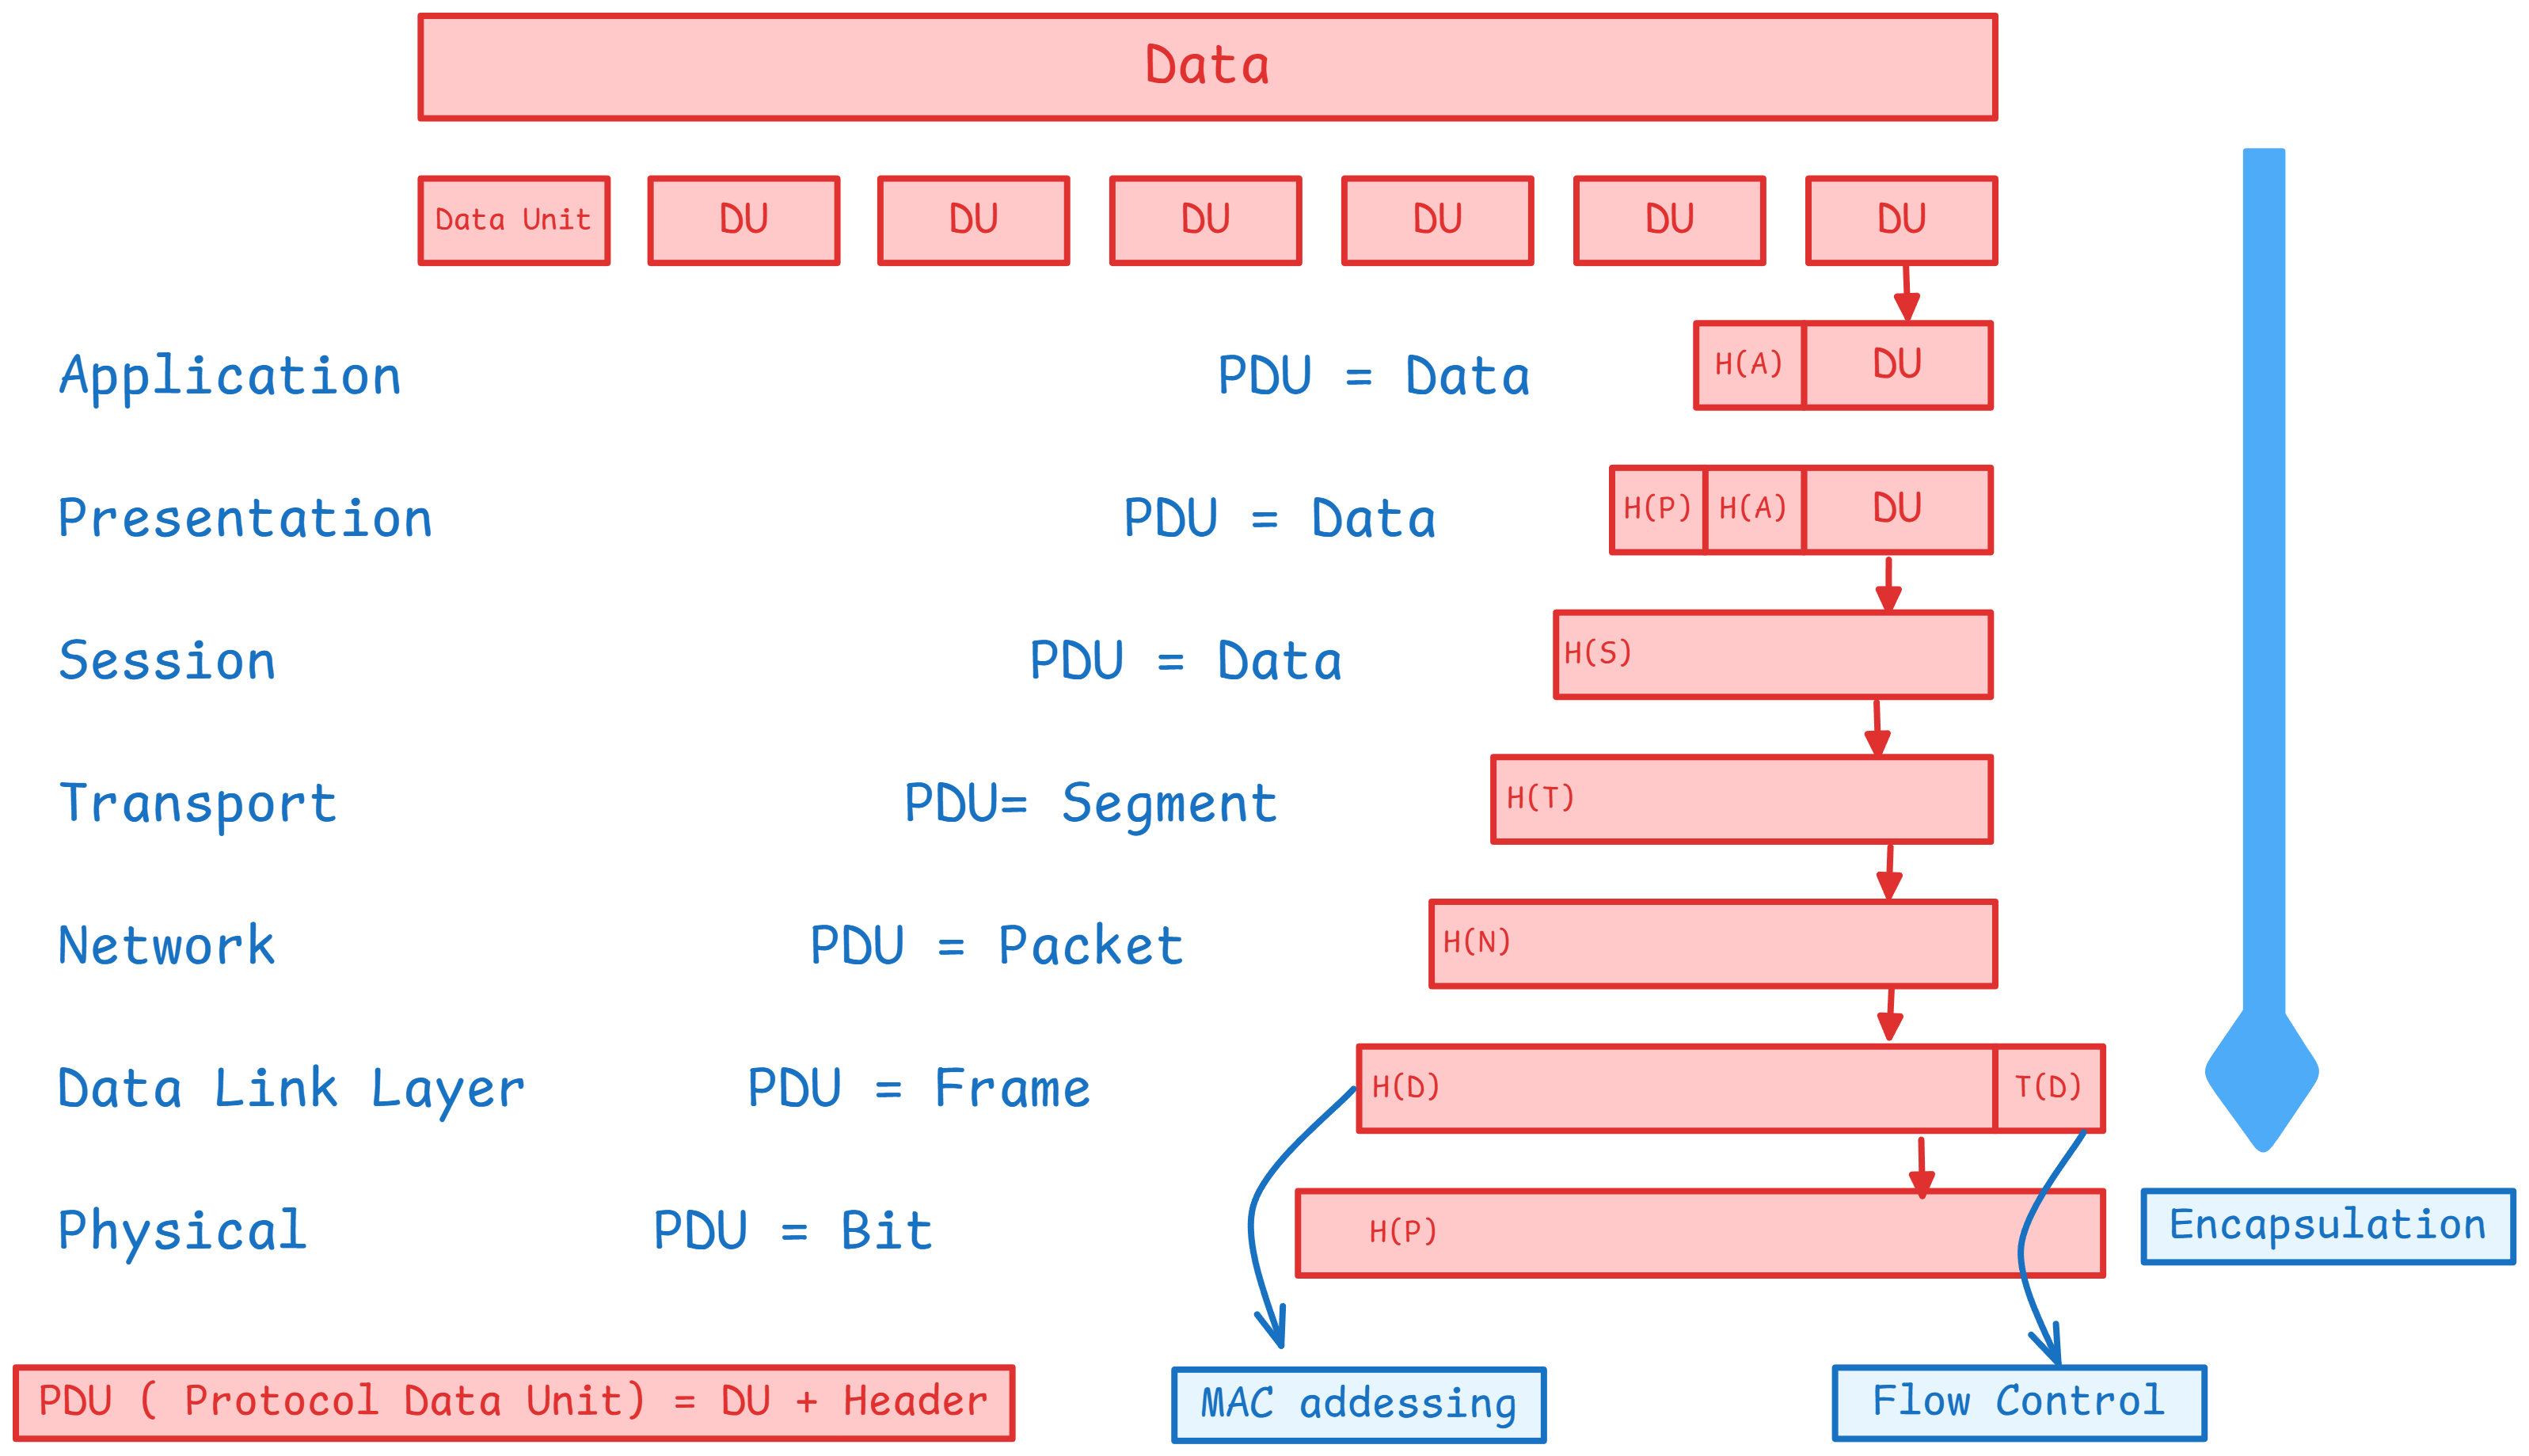 Data
Data Unit DU DU DU DU DU DU
Application PDU = Data H(A) DU
Presentation PDU = Data H(P) H(A) DU
Session PDU = Data H(S)
Transport PDU= Segment H(T)
Network PDU = Packet H(N)
Data Link Layer PDU = Frame H(D) T(D)
Physical PDU = Bit H(P) Encapsulation
PDU ( Protocol Data Unit) = DU + Header MAC addessing Flow Control